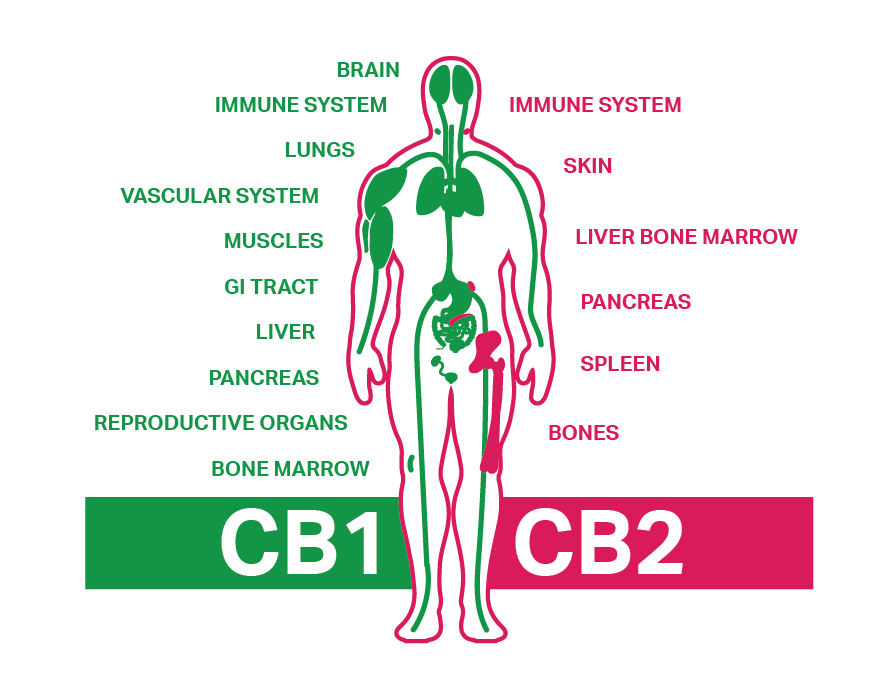 BRAIN
IMMUNE SYSTEM
LUNGS
VASCULAR SYSTEM
MUSCLES
GI TRACT
LIVER
PANCREAS
REPRODUCTIVE ORGANS
BONE MARROW
CB1
IMMUNE SYSTEM
SKIN
LIVER BONE MARROW
PANCREAS
SPLEEN
BONES
CB2